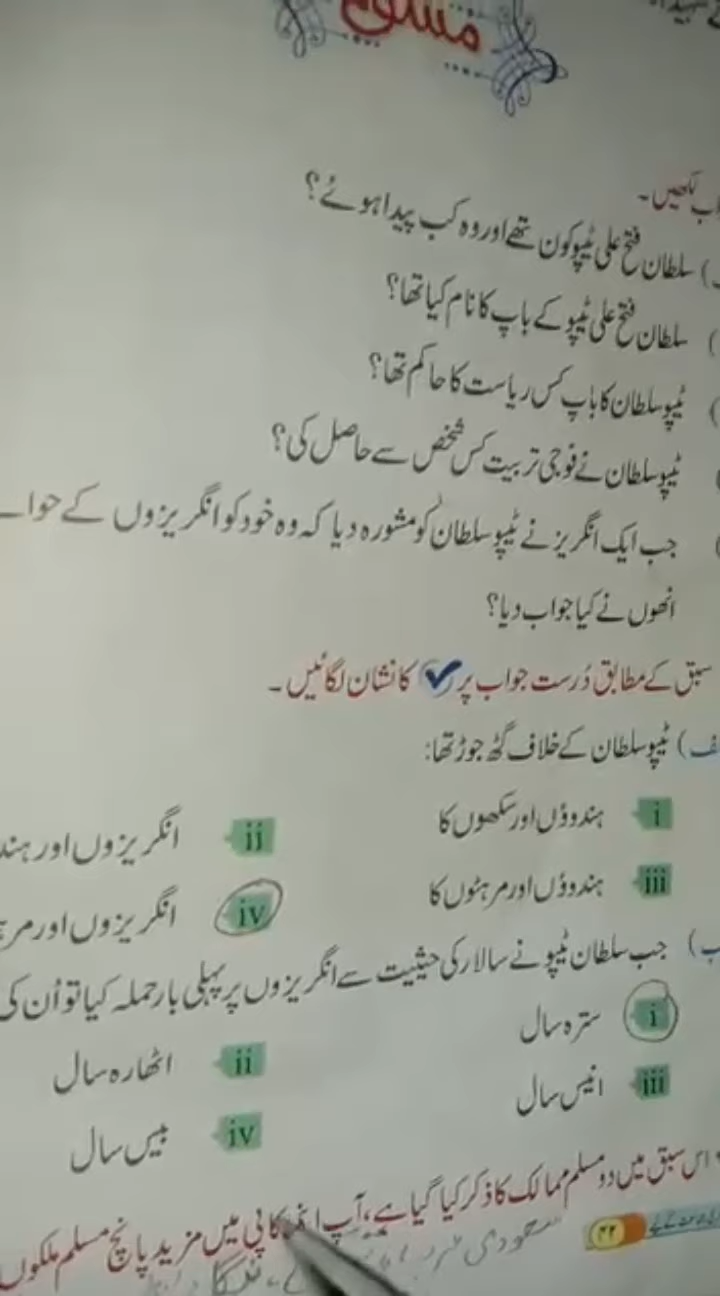 مشق
لکھیں۔
سلطان فتح علی ٹیپو کون تھے اور وہ کب پیدا ہوئے؟
سلطان فتح علی ٹیپو کے باپ کا نام کیا تھا؟
ٹیپو سلطان کا باپ کس ریاست کا حاکم تھا؟
ٹیپو سلطان نے فوجی تربیت کس شخص سے حاصل کی؟
جب ایک انگریز نے ٹیپو سلطان کو مشورہ دیا کہ وہ خود کو انگریزوں کے
انھوں نے کیا جواب دیا؟
سبق کے مطابق دُرست جواب پر (✔) کا نشان لگائیں۔
ٹیپو سلطان کے خلاف گٹھ جوڑ تھا:
i ہندوؤں اور سکھوں کا ii انگریزوں اور
iii ہندوؤں اور مرہٹوں کا iv انگریزوں اور
ب) جب سلطان ٹیپو نے سالار کی حیثیت سے انگریزوں پر پہلی بار حملہ کیا تو اُن کی
i سترہ سال ii اٹھارہ سال
iii انیس سال iv بیس سال
اس سبق میں دو مسلم ممالک کا ذکر کیا گیا ہے، آپ اپنی کاپی میں مزید پانچ مسلم ملکوں
سعودی
۴۲